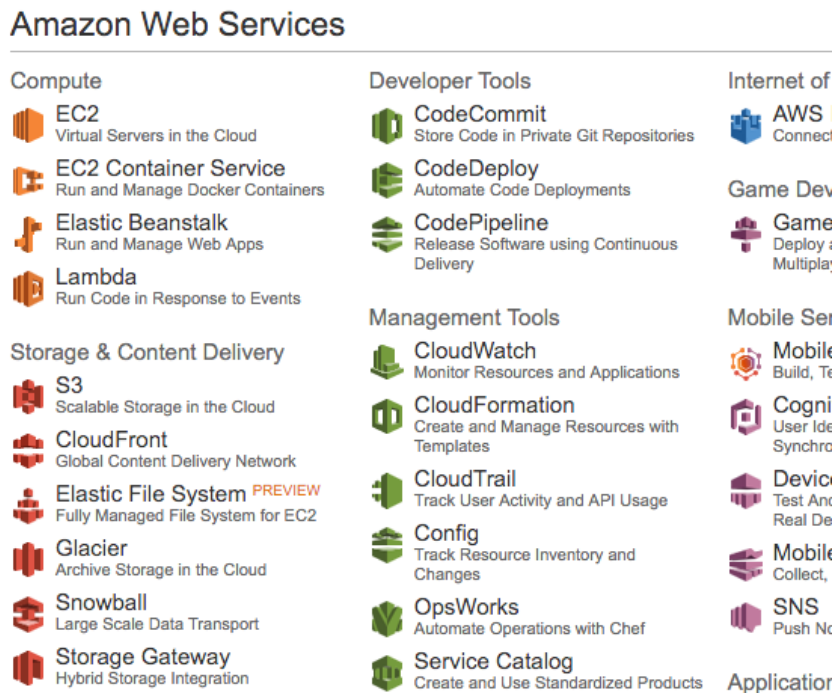 Amazon Web Services
Compute
EC2
Virtual Servers in the Cloud
EC2 Container Service
Run and Manage Docker Containers
Elastic Beanstalk
Run and Manage Web Apps
Lambda
Run Code in Response to Events
Storage & Content Delivery
S3
Scalable Storage in the Cloud
CloudFront
Global Content Delivery Network
Elastic File System PREVIEW
Fully Managed File System for EC2
Glacier
Archive Storage in the Cloud
Snowball
Large Scale Data Transport
Storage Gateway
Hybrid Storage Integration
Developer Tools
CodeCommit
Store Code in Private Git Repositories
CodeDeploy
Automate Code Deployments
CodePipeline
Release Software using Continuous
Delivery
Management Tools
CloudWatch
Monitor Resources and Applications
CloudFormation
Create and Manage Resources with
Templates
CloudTrail
Track User Activity and API Usage
Config
Track Resource Inventory and
Changes
OpsWorks
Automate Operations with Chef
Service Catalog
Create and Use Standardized Products
Internet of
AWS
Connect
Game Dev
Game
Deploy a
Multiplay
Mobile Ser
Mobile
Build, Te
Cogni
User Ide
Synchro
Device
Test And
Real De
Mobile
Collect,
SNS
Push No
Application